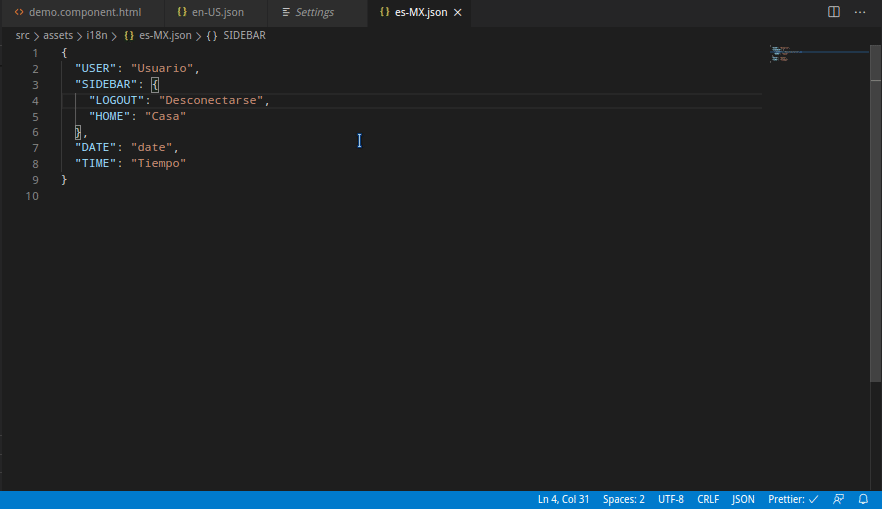 <> demo.component.html {} en-US.json Settings {} es-MX.json ×
src > assets > i18n > {} es-MX.json > {} SIDEBAR
1 {
2 "USER": "Usuario",
3 "SIDEBAR": {
4 "LOGOUT": "Desconectarse",
5 "HOME": "Casa"
6 },
7 "DATE": "date",
8 "TIME": "Tiempo"
9 }
10
Ln 4, Col 31 Spaces: 2 UTF-8 CRLF JSON Prettier: ✓